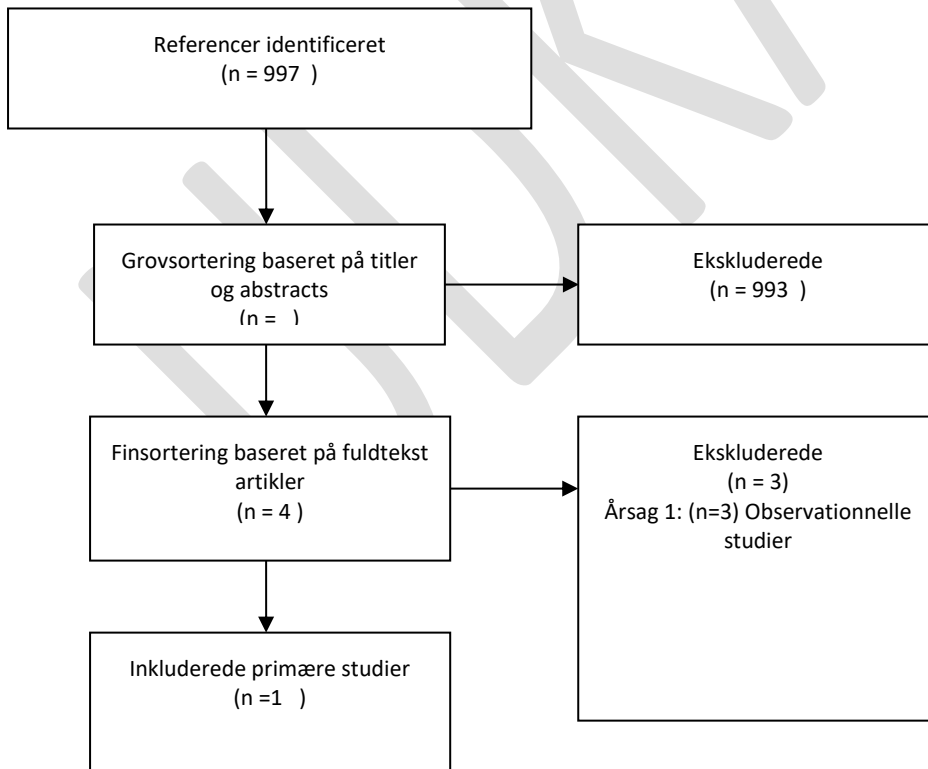 Referencer identificeret
(n = 997 )
Grovsortering baseret på titler
og abstracts
(n = )
Ekskluderede
(n = 993 )
Finsortering baseret på fuldtekst
artikler
(n = 4 )
Ekskluderede
(n = 3)
Årsag 1: (n=3) Observationnelle
studier
Inkluderede primære studier
(n =1 )